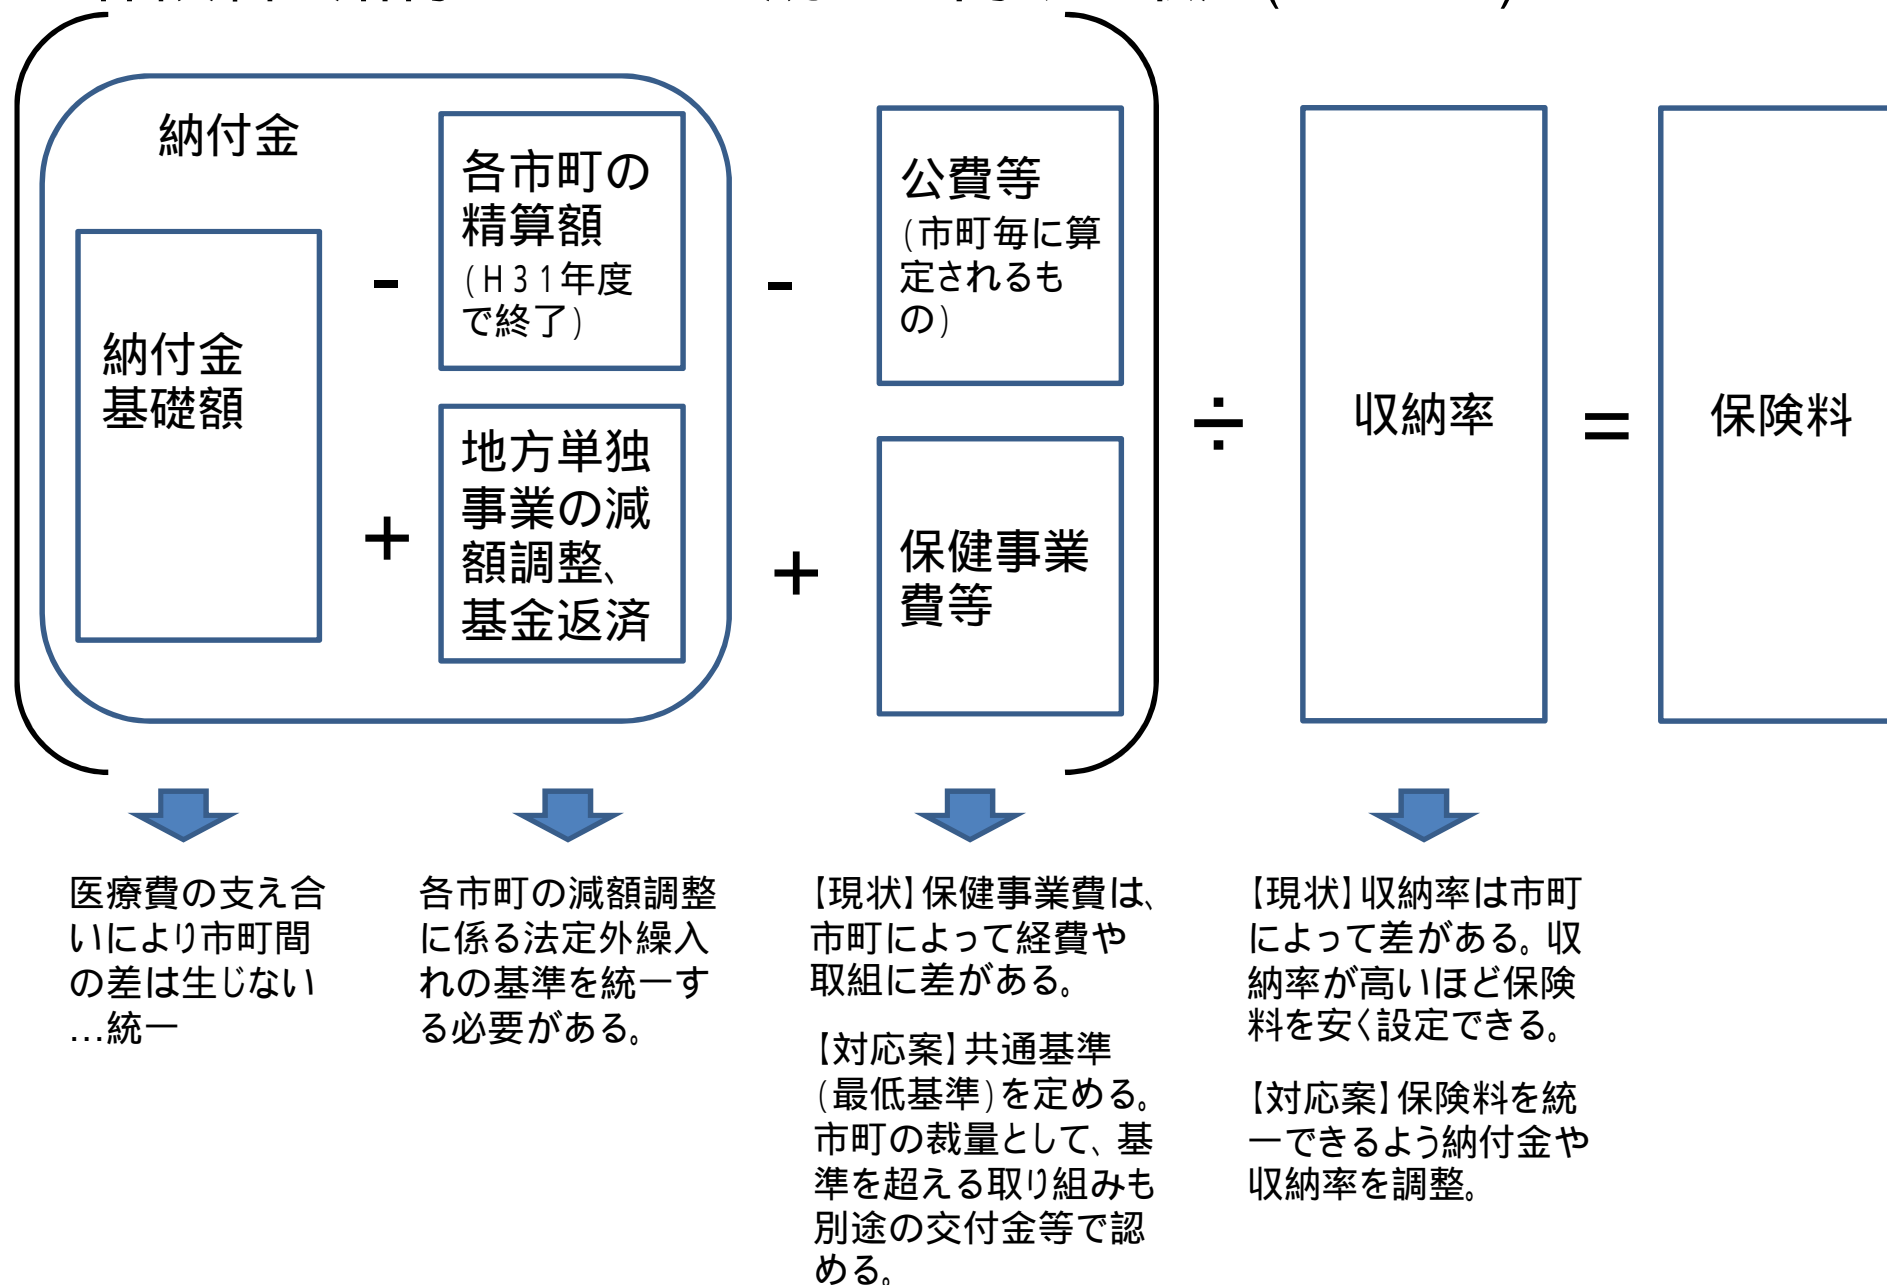 納付金
納付金
基礎額
-
各市町の
精算額
(H31年度
で終了)
+
地方単独
事業の減
額調整、
基金返済
-
公費等
(市町毎に算
定されるも
の)
+
保健事業
費等
÷
収納率
=
保険料
医療費の支え合
いにより市町間
の差は生じない
…統一
各市町の減額調整
に係る法定外繰入
れの基準を統一す
る必要がある。
【現状】保健事業費は、
市町によって経費や
取組に差がある。
【対応案】共通基準
(最低基準)を定める。
市町の裁量として、基
準を超える取り組みも
別途の交付金等で認
める。
【現状】収納率は市町
によって差がある。収
納率が高いほど保険
料を安く設定できる。
【対応案】保険料を統
一できるよう納付金や
収納率を調整。